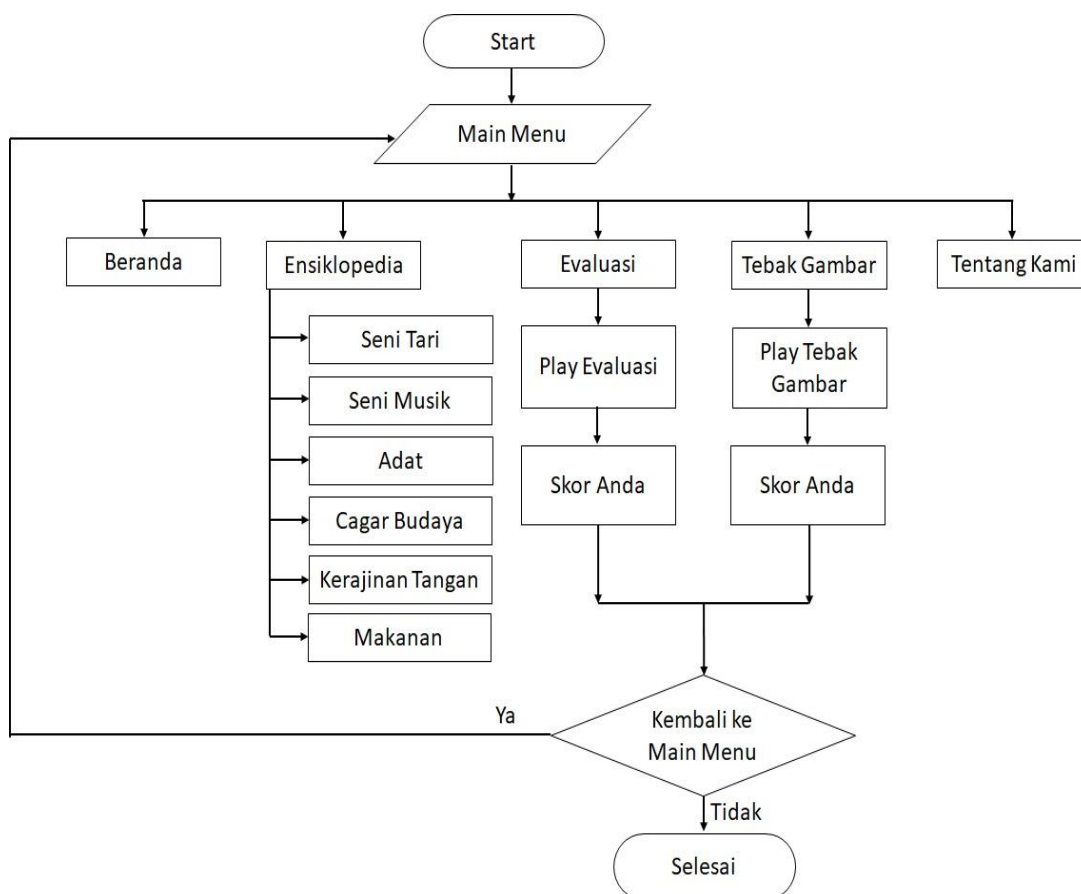 Start
Main Menu
Beranda
Ensiklopedia
Evaluasi
Tebak Gambar
Tentang Kami
Seni Tari
Seni Musik
Adat
Cagar Budaya
Kerajinan Tangan
Makanan
Play Evaluasi
Skor Anda
Play Tebak
Gambar
Skor Anda
Ya
Kembali ke
Main Menu
Tidak
Selesai